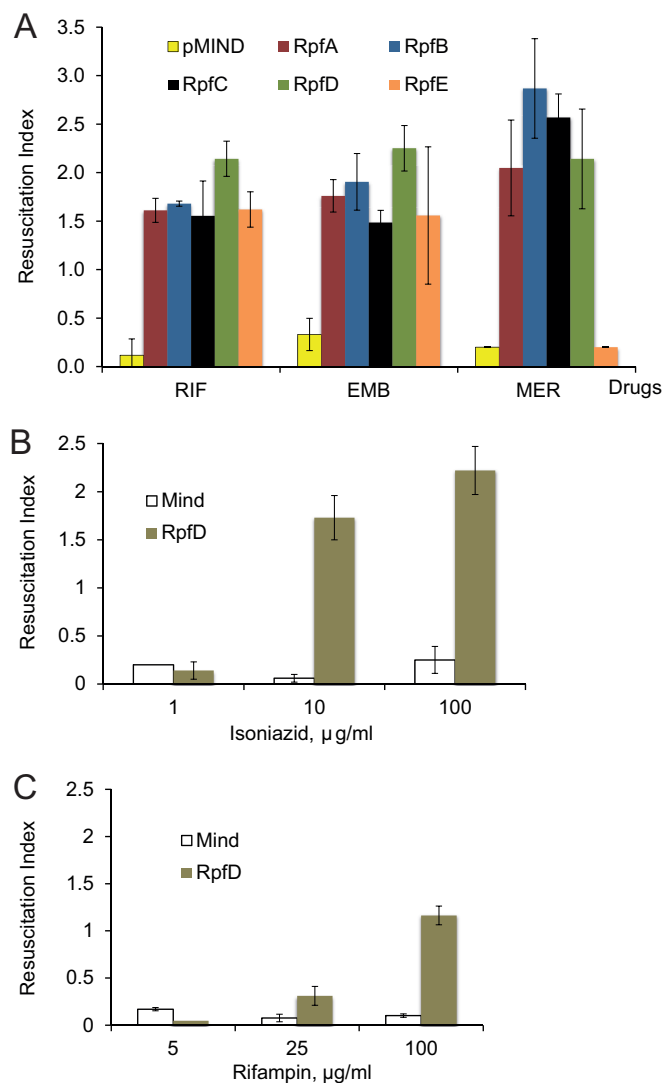 A
pMIND RpfA RpfB
RpfC RpfD RpfE
Resuscitation Index
3.5
3.0
2.5
2.0
1.5
1.0
0.5
0.0
RIF EMB MER Drugs
B
Mind
RpfD
Resuscitation Index
2.5
2
1.5
1
0.5
0
1 10 100
Isoniazid, µg/ml
C
Mind
RpfD
Resuscitation Index
2.5
2
1.5
1
0.5
0
5 25 100
Rifampin, µg/ml